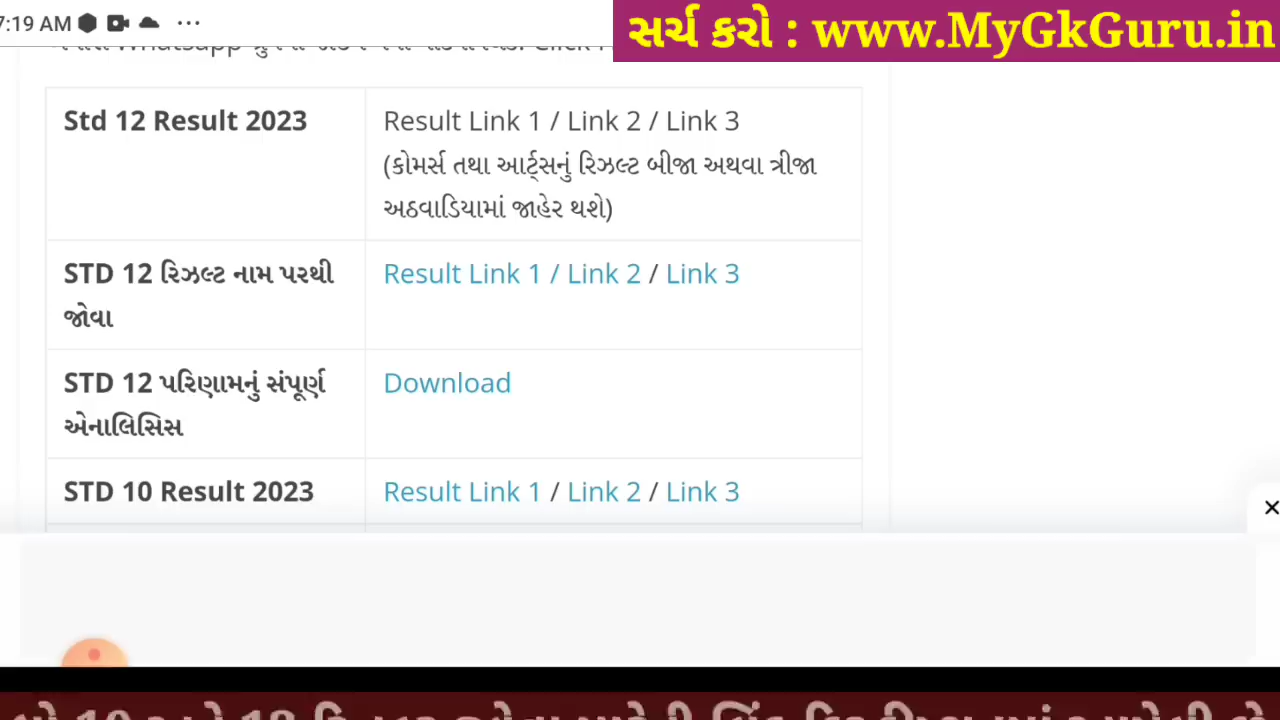 7:19 AM
સર્ચ કરો : www.MyGkGuru.in
Std 12 Result 2023
Result Link 1 / Link 2 / Link 3
(કોમર્સ તથા આર્ટ્સનું રિઝલ્ટ બીજા અથવા ત્રીજા
અઠવાડિયામાં જાહેર થશે)
STD 12 રિઝલ્ટ નામ પરથી
જોવા
Result Link 1 / Link 2 / Link 3
STD 12 પરિણામનું સંપૂર્ણ
એનાલિસિસ
Download
STD 10 Result 2023
Result Link 1 / Link 2 / Link 3